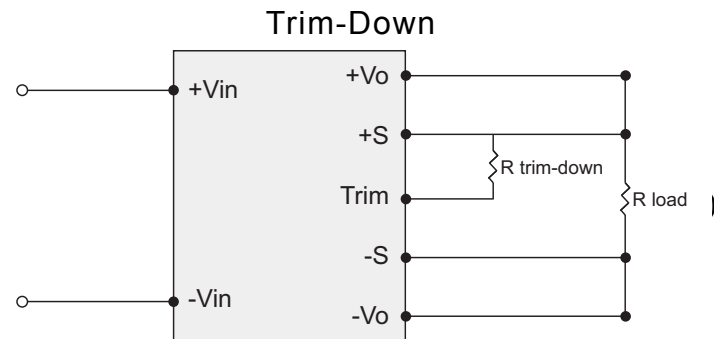 Trim-Down
+Vo
+Vin
+S
R trim-down
Trim
R load
-S
-Vin
-Vo